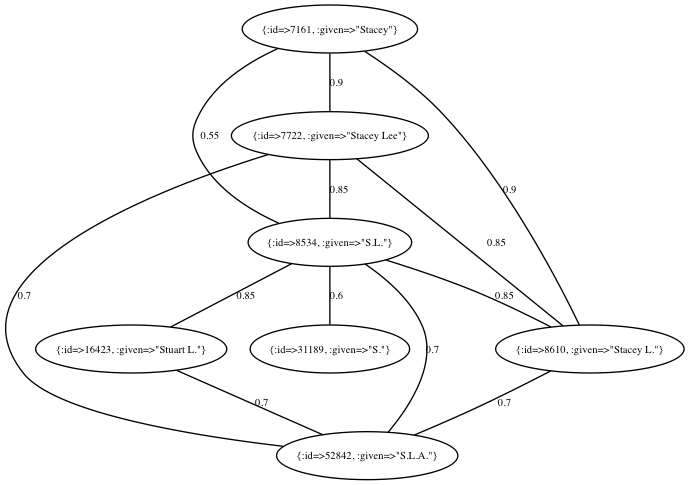 {:id=>7161, :given=>"Stacey"}
0.9
{:id=>7722, :given=>"Stacey Lee"}
0.55
0.85
0.9
{:id=>8534, :given=>"S.L."}
0.85
0.7
0.85
0.6
0.85
{:id=>16423, :given=>"Stuart L."}
{:id=>31189, :given=>"S."}
0.7
{:id=>8610, :given=>"Stacey L."}
0.7
0.7
{:id=>52842, :given=>"S.L.A."}